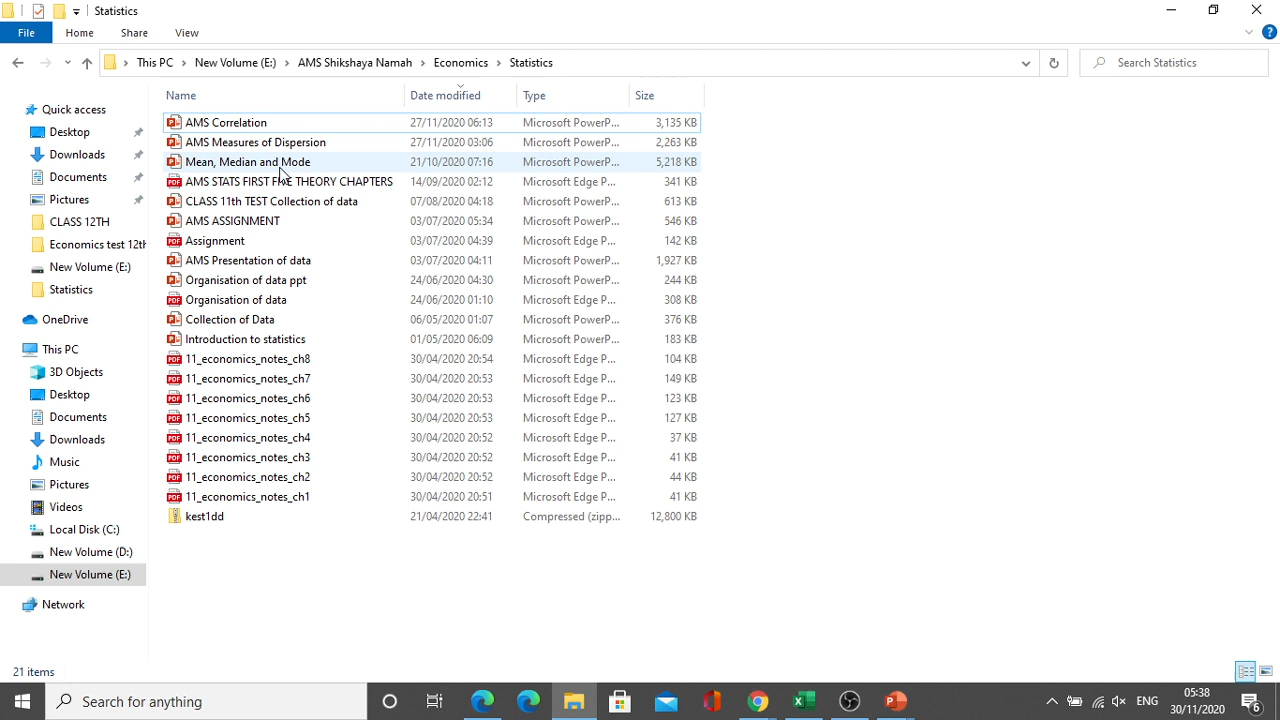 Statistics
File Home Share View
This PC New Volume (E:) AMS Shikshaya Namah Economics Statistics Search Statistics
Name Date modified Type Size
Quick access
Desktop
Downloads
Documents
Pictures
CLASS 12TH
Economics test 12th
New Volume (E:)
Statistics
OneDrive
This PC
3D Objects
Desktop
Documents
Downloads
Music
Pictures
Videos
Local Disk (C:)
New Volume (D:)
New Volume (E:)
Network
AMS Correlation 27/11/2020 06:13 Microsoft PowerP... 3,135 KB
AMS Measures of Dispersion 27/11/2020 03:06 Microsoft PowerP... 2,263 KB
Mean, Median and Mode 21/10/2020 07:16 Microsoft PowerP... 5,218 KB
AMS STATS FIRST FIVE THEORY CHAPTERS 14/09/2020 02:12 Microsoft Edge P... 341 KB
CLASS 11th TEST Collection of data 07/08/2020 04:18 Microsoft PowerP... 613 KB
AMS ASSIGNMENT 03/07/2020 05:34 Microsoft PowerP... 546 KB
Assignment 03/07/2020 04:39 Microsoft Edge P... 142 KB
AMS Presentation of data 03/07/2020 04:11 Microsoft PowerP... 1,927 KB
Organisation of data ppt 24/06/2020 04:30 Microsoft PowerP... 244 KB
Organisation of data 24/06/2020 01:10 Microsoft Edge P... 308 KB
Collection of Data 06/05/2020 01:07 Microsoft PowerP... 376 KB
Introduction to statistics 01/05/2020 06:09 Microsoft PowerP... 183 KB
11_economics_notes_ch8 30/04/2020 20:54 Microsoft Edge P... 104 KB
11_economics_notes_ch7 30/04/2020 20:53 Microsoft Edge P... 149 KB
11_economics_notes_ch6 30/04/2020 20:53 Microsoft Edge P... 123 KB
11_economics_notes_ch5 30/04/2020 20:53 Microsoft Edge P... 127 KB
11_economics_notes_ch4 30/04/2020 20:52 Microsoft Edge P... 37 KB
11_economics_notes_ch3 30/04/2020 20:52 Microsoft Edge P... 41 KB
11_economics_notes_ch2 30/04/2020 20:52 Microsoft Edge P... 44 KB
11_economics_notes_ch1 30/04/2020 20:51 Microsoft Edge P... 41 KB
kest1dd 21/04/2020 22:41 Compressed (zipp... 12,800 KB
21 items
Search for anything
ENG
05:38
30/11/2020
6